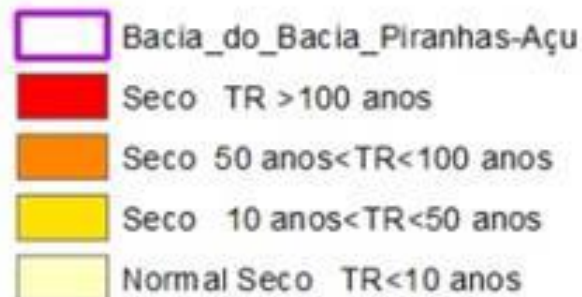 Bacia_do_Bacia_Piranhas-Açu
Seco TR >100 anos
Seco 50 anos<TR<100 anos
Seco 10 anos<TR<50 anos
Normal Seco TR<10 anos